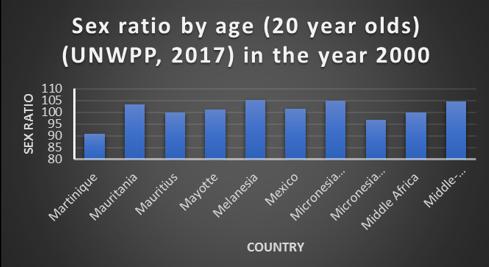 Sex ratio by age (20 year olds)
(UNWPP, 2017) in the year 2000
SEX RATIO
110
105
100
95
90
85
80
Martinique
Mauritania
Mauritius
Mayotte
Melanesia
Mexico
Micronesia...
Micronesia...
Middle Africa
Middle-...
COUNTRY